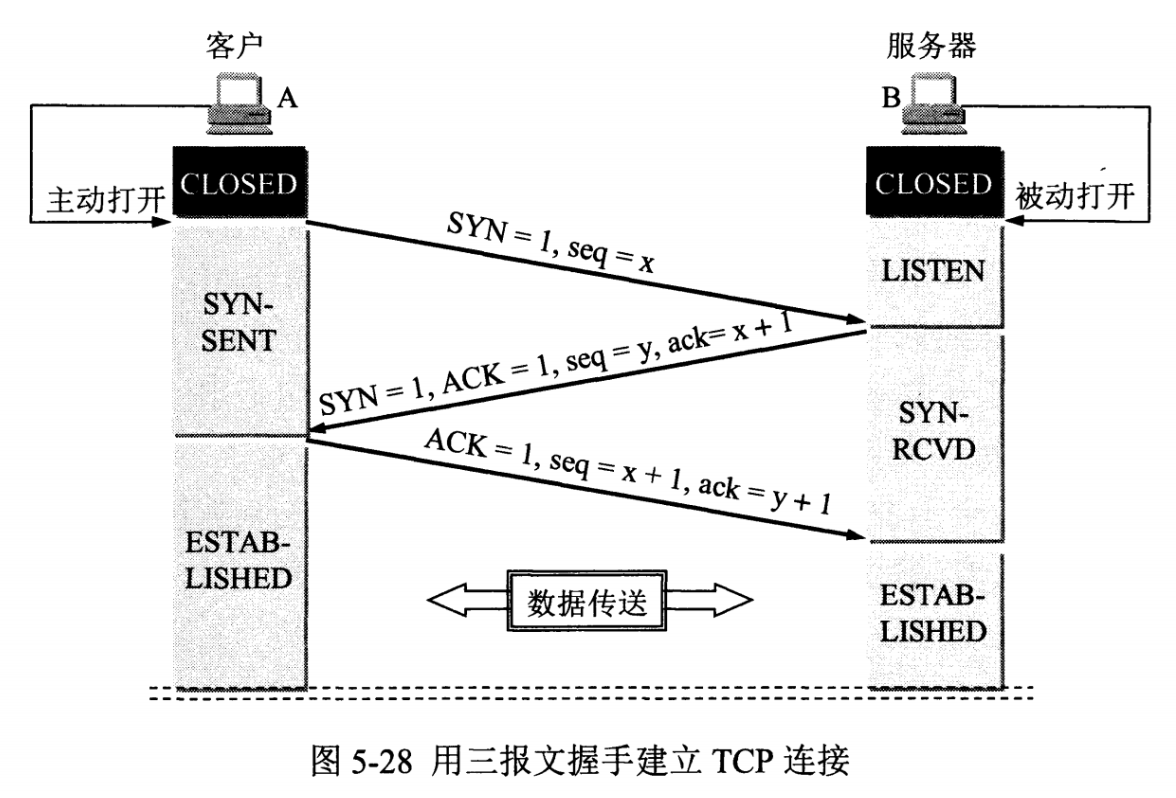 客户
服务器
A
B
CLOSED
CLOSED
主动打开
被动打开
SYN = 1, seq = x
LISTEN
SYN-
SENT
SYN = 1, ACK = 1, seq = y, ack= x + 1
SYN-
RCVD
ACK = 1, seq = x + 1, ack = y + 1
ESTAB-
LISHED
数据传送
ESTAB-
LISHED
图 5-28 用三报文握手建立 TCP 连接